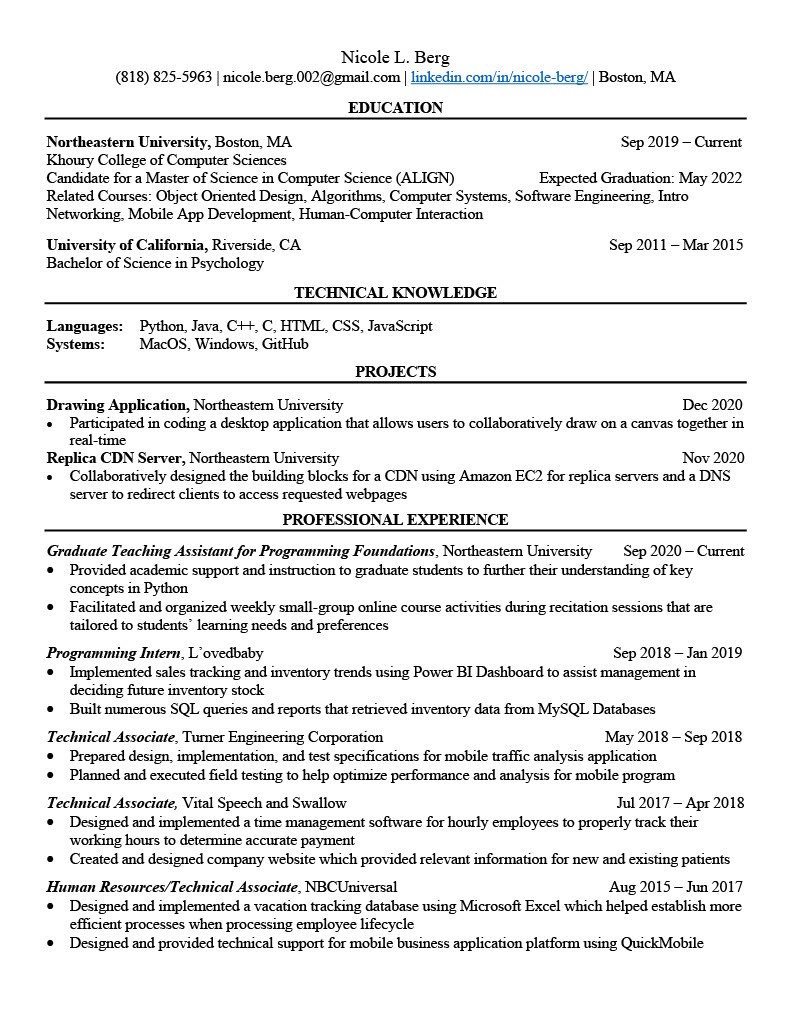 Nicole L. Berg
(818) 825-5963 | nicole.berg.002@gmail.com | linkedin.com/in/nicole-berg/ | Boston, MA
EDUCATION
Northeastern University, Boston, MA Sep 2019 – Current
Khoury College of Computer Sciences
Candidate for a Master of Science in Computer Science (ALIGN) Expected Graduation: May 2022
Related Courses: Object Oriented Design, Algorithms, Computer Systems, Software Engineering, Intro
Networking, Mobile App Development, Human-Computer Interaction
University of California, Riverside, CA Sep 2011 – Mar 2015
Bachelor of Science in Psychology
TECHNICAL KNOWLEDGE
Languages: Python, Java, C++, C, HTML, CSS, JavaScript
Systems: MacOS, Windows, GitHub
PROJECTS
Drawing Application, Northeastern University Dec 2020
• Participated in coding a desktop application that allows users to collaboratively draw on a canvas together in
real-time
Replica CDN Server, Northeastern University Nov 2020
• Collaboratively designed the building blocks for a CDN using Amazon EC2 for replica servers and a DNS
server to redirect clients to access requested webpages
PROFESSIONAL EXPERIENCE
Graduate Teaching Assistant for Programming Foundations, Northeastern University Sep 2020 – Current
• Provided academic support and instruction to graduate students to further their understanding of key
concepts in Python
• Facilitated and organized weekly small-group online course activities during recitation sessions that are
tailored to students’ learning needs and preferences
Programming Intern, L’ovedbaby Sep 2018 – Jan 2019
• Implemented sales tracking and inventory trends using Power BI Dashboard to assist management in
deciding future inventory stock
• Built numerous SQL queries and reports that retrieved inventory data from MySQL Databases
Technical Associate, Turner Engineering Corporation May 2018 – Sep 2018
• Prepared design, implementation, and test specifications for mobile traffic analysis application
• Planned and executed field testing to help optimize performance and analysis for mobile program
Technical Associate, Vital Speech and Swallow Jul 2017 – Apr 2018
• Designed and implemented a time management software for hourly employees to properly track their
working hours to determine accurate payment
• Created and designed company website which provided relevant information for new and existing patients
Human Resources/Technical Associate, NBCUniversal Aug 2015 – Jun 2017
• Designed and implemented a vacation tracking database using Microsoft Excel which helped establish more
efficient processes when processing employee lifecycle
• Designed and provided technical support for mobile business application platform using QuickMobile